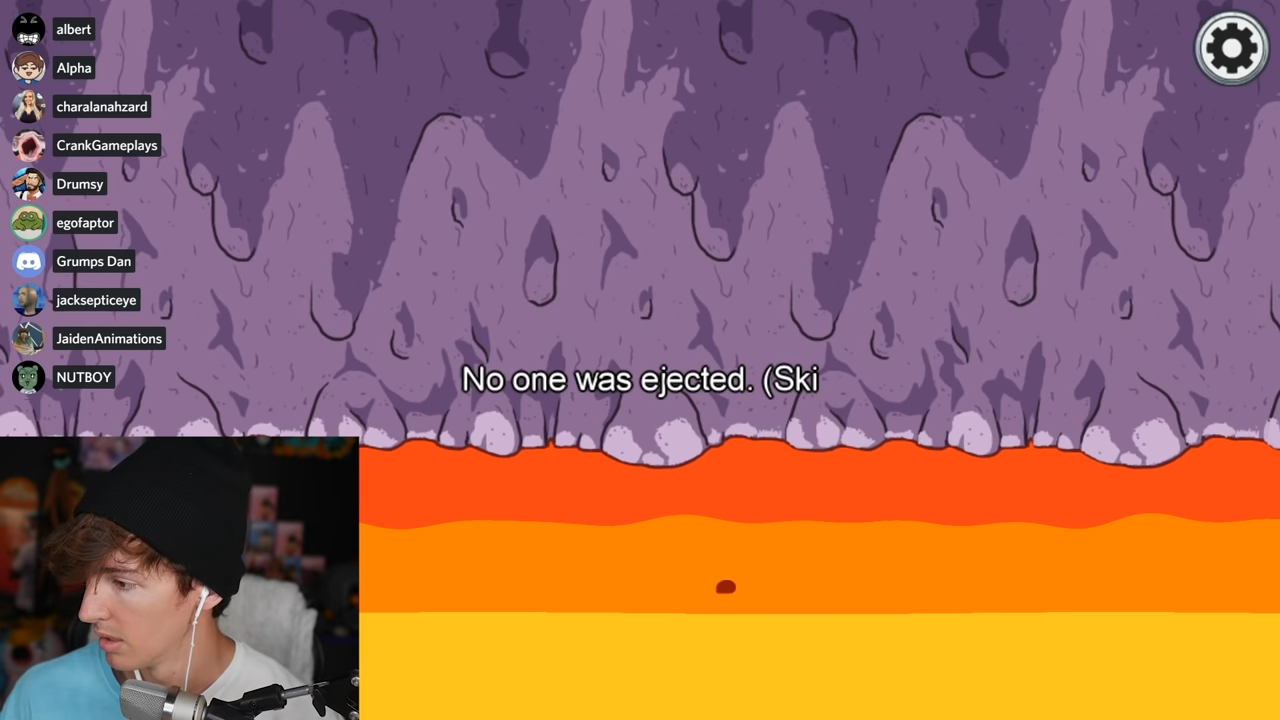 albert
Alpha
charalanahzard
CrankGameplays
Drumsy
egofaptor
Grumps Dan
jacksepticeye
JaidenAnimations
NUTBOY
No one was ejected. (Ski